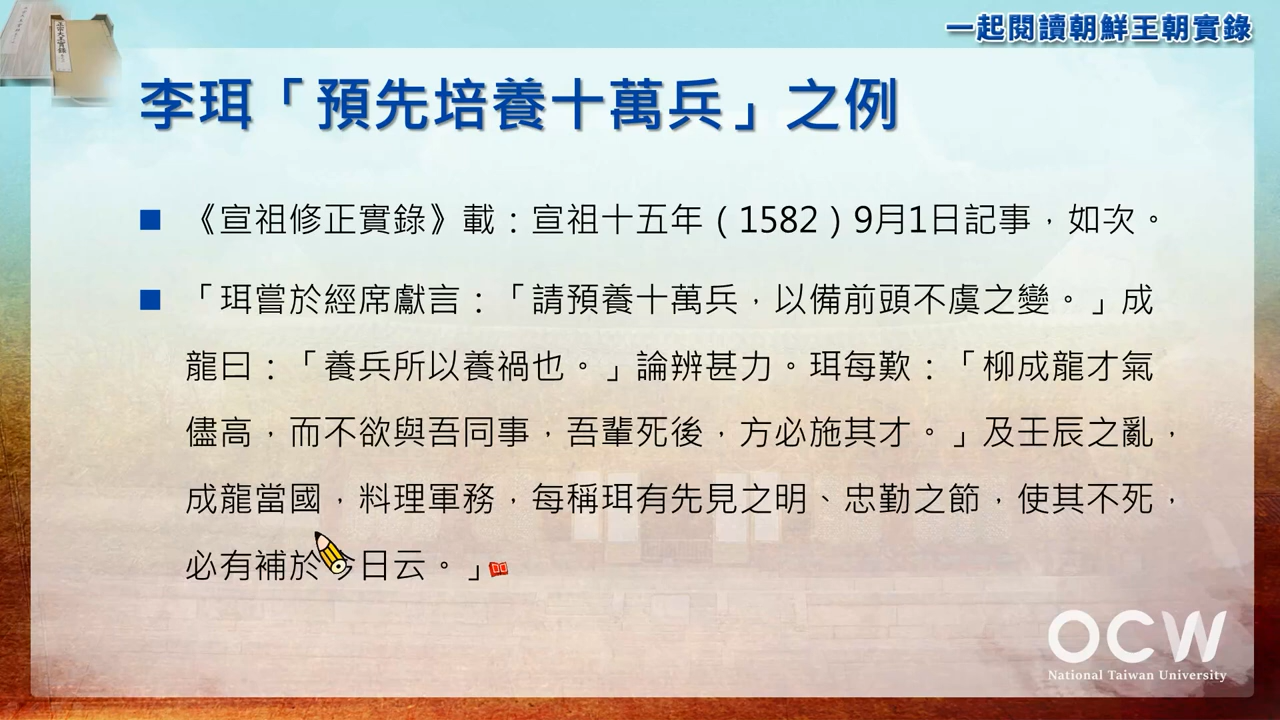 一起閱讀朝鮮王朝實錄
李珥「預先培養十萬兵」之例
《宣祖修正實錄》載：宣祖十五年（1582）9月1日記事，如次。
「珥嘗於經席獻言：「請預養十萬兵，以備前頭不虞之變。」成
龍曰：「養兵所以養禍也。」論辨甚力。珥每歎：「柳成龍才氣
儘高，而不欲與吾同事，吾輩死後，方必施其才。」及壬辰之亂，
成龍當國，料理軍務，每稱珥有先見之明、忠勤之節，使其不死，
必有補於今日云。」
OCW
National Taiwan University